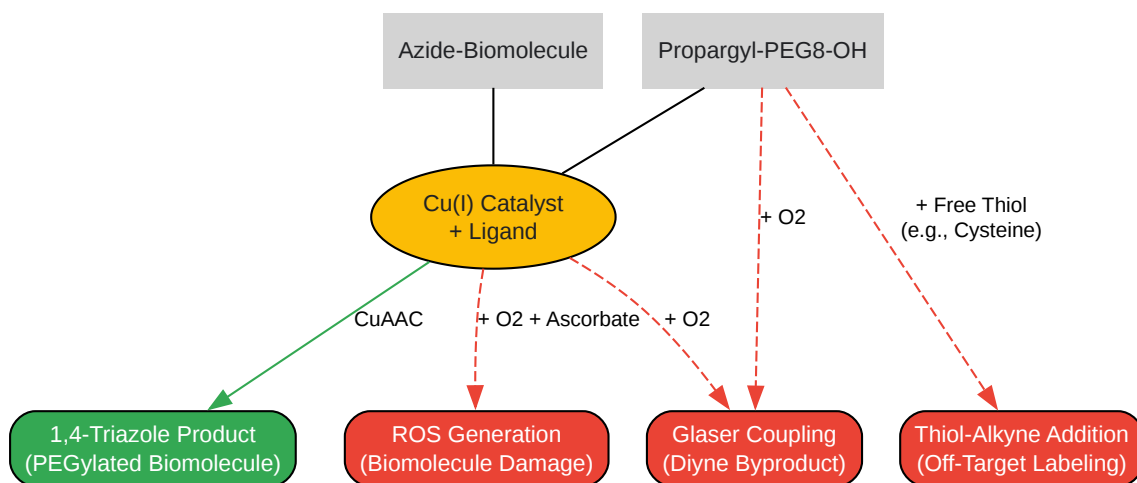 Azide-Biomolecule
Propargyl-PEG8-OH
Cu(I) Catalyst
+ Ligand
+ O2
+ Free Thiol
(e.g., Cysteine)
CuAAC
+ O2 + Ascorbate
+ O2
1,4-Triazole Product
(PEGylated Biomolecule)
ROS Generation
(Biomolecule Damage)
Glaser Coupling
(Diyne Byproduct)
Thiol-Alkyne Addition
(Off-Target Labeling)